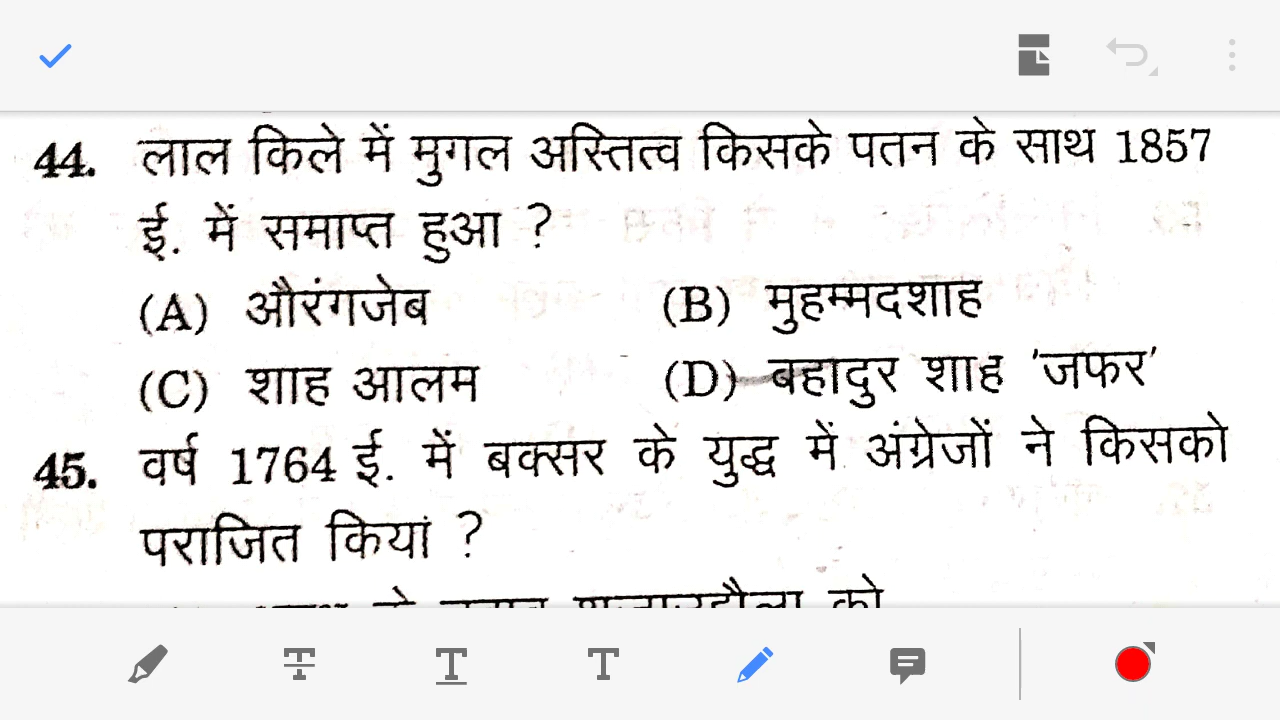 44. लाल किले में मुगल अस्तित्व किसके पतन के साथ 1857
ई. में समाप्त हुआ ?
(A) औरंगजेब (B) मुहम्मदशाह
(C) शाह आलम (D) बहादुर शाह 'जफर'
45. वर्ष 1764 ई. में बक्सर के युद्ध में अंग्रेजों ने किसको
पराजित किया ?
को